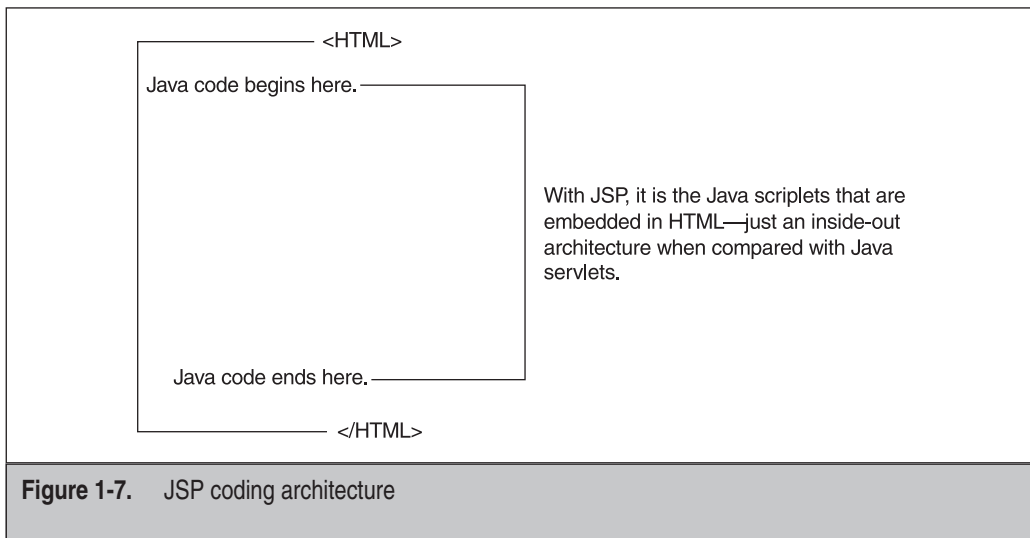 <HTML>
Java code begins here.
With JSP, it is the Java scriplets that are
embedded in HTML—just an inside-out
architecture when compared with Java
servlets.
Java code ends here.
</HTML>
Figure 1-7. JSP coding architecture